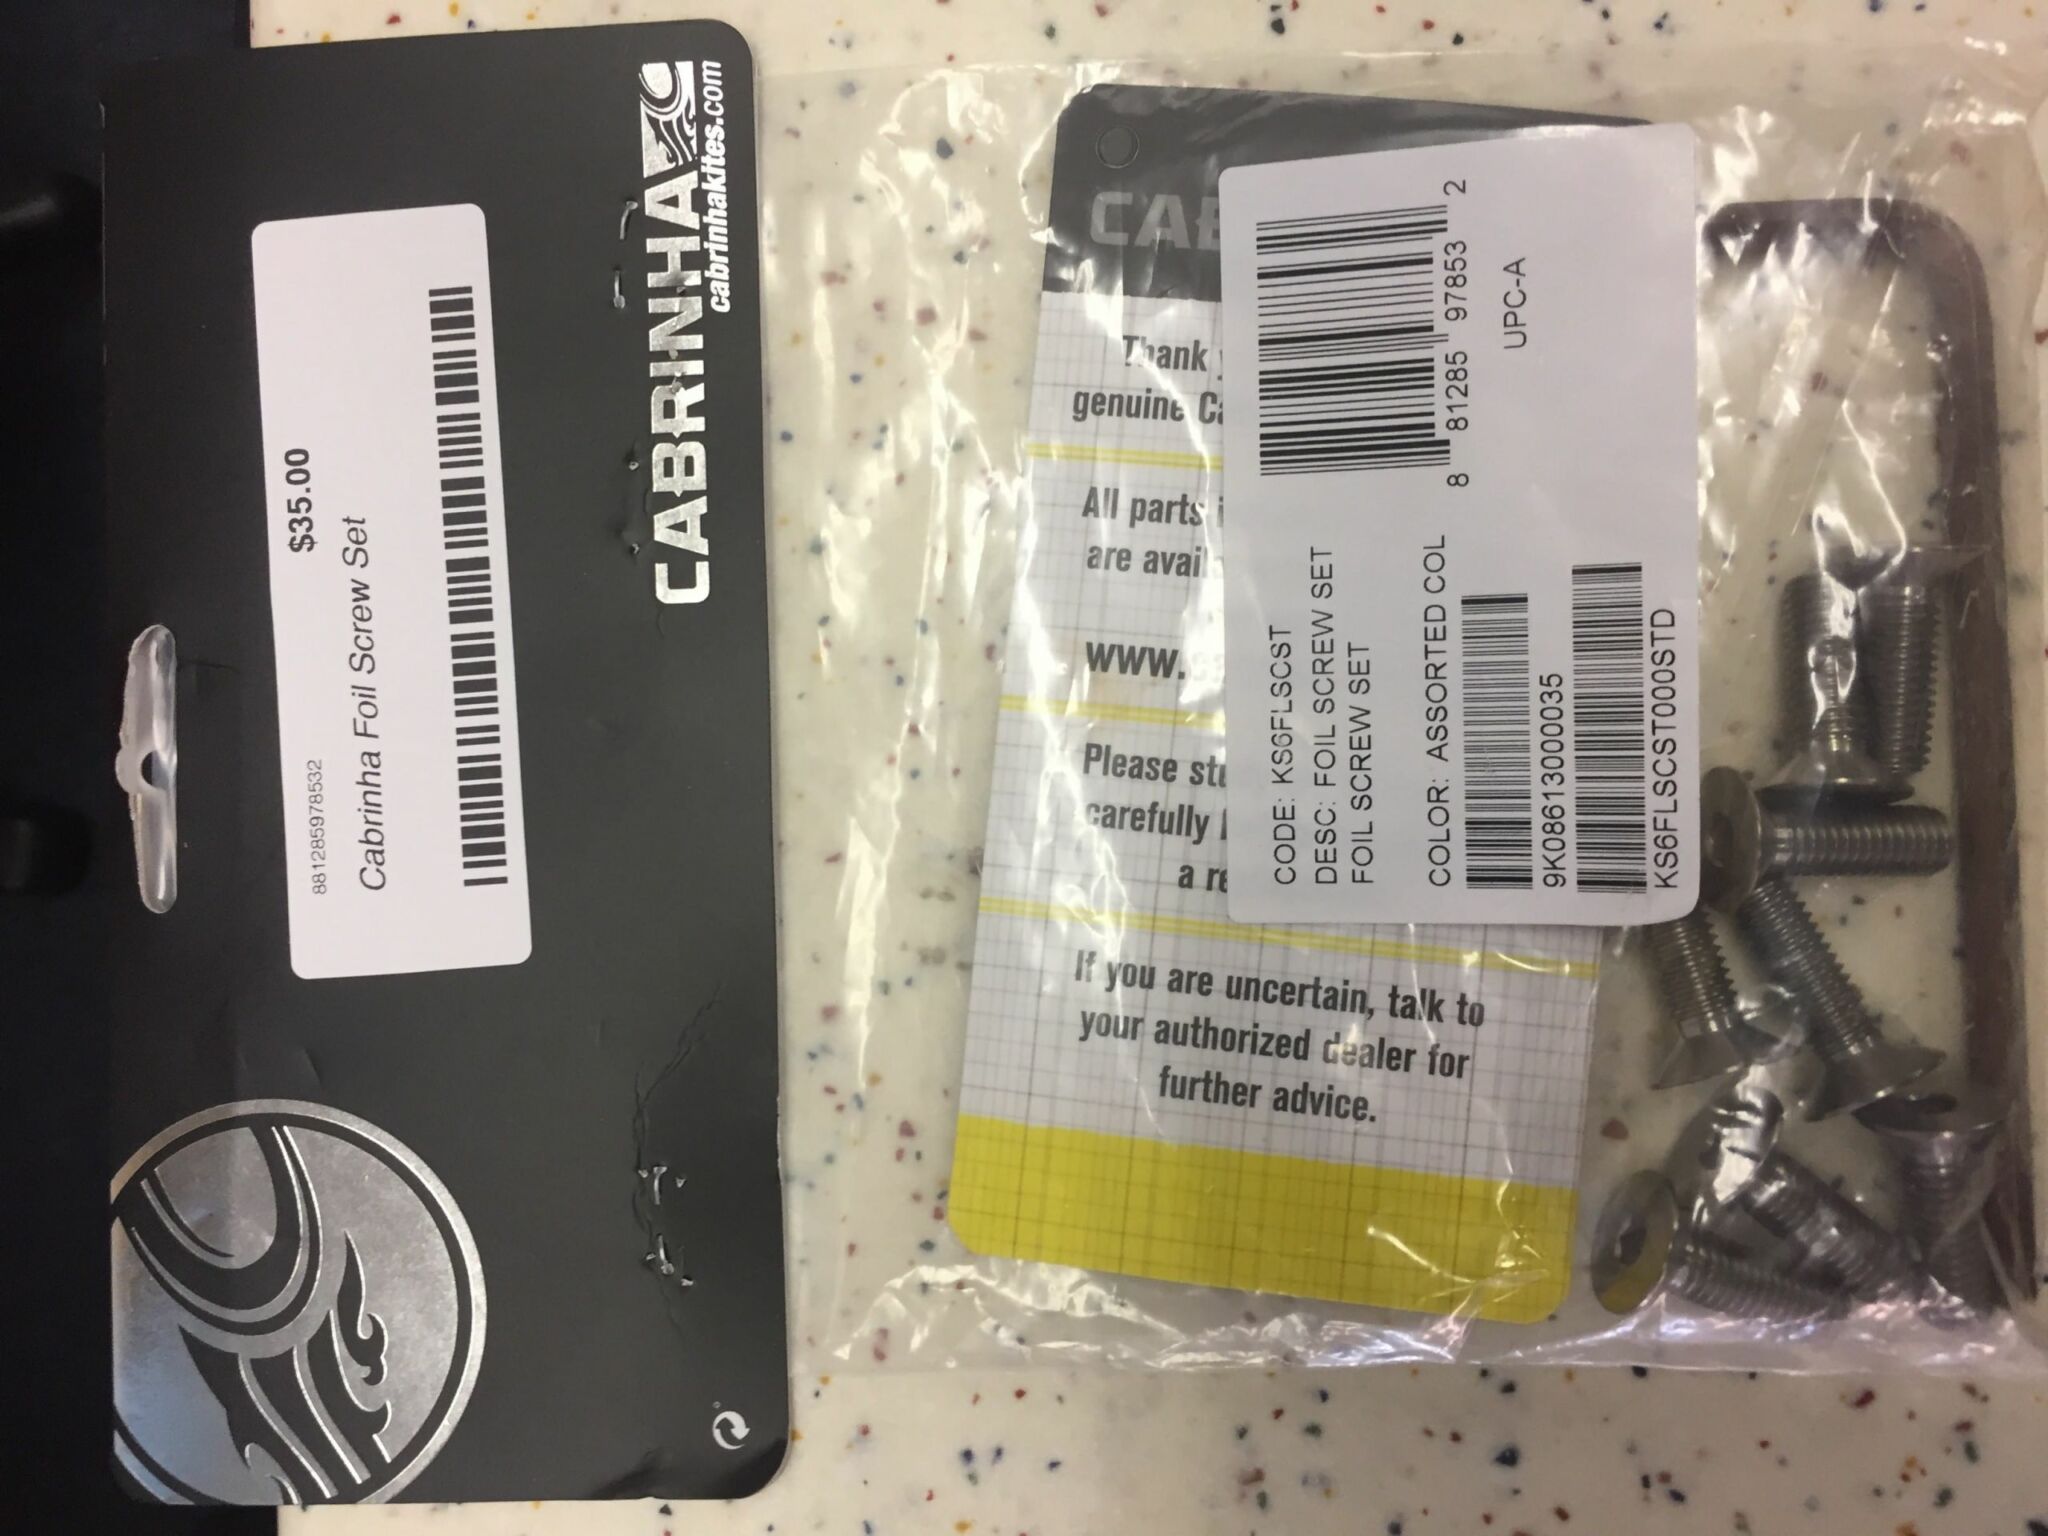 $35.00
881285978532
Cabrinha Foil Screw Set
CABRINHA
cabrinhakites.com
Thank
genuine
All parts
are
www.
Please
carefully
a
If you are uncertain, talk to
your authorized dealer for
further advice.
CODE: KS6FLSCST
DESC: FOIL SCREW SET
FOIL SCREW SET
COLOR: ASSORTED COL
8 81285 97853 2
UPC-A
9K08613000035
KS6FLSCST000STD